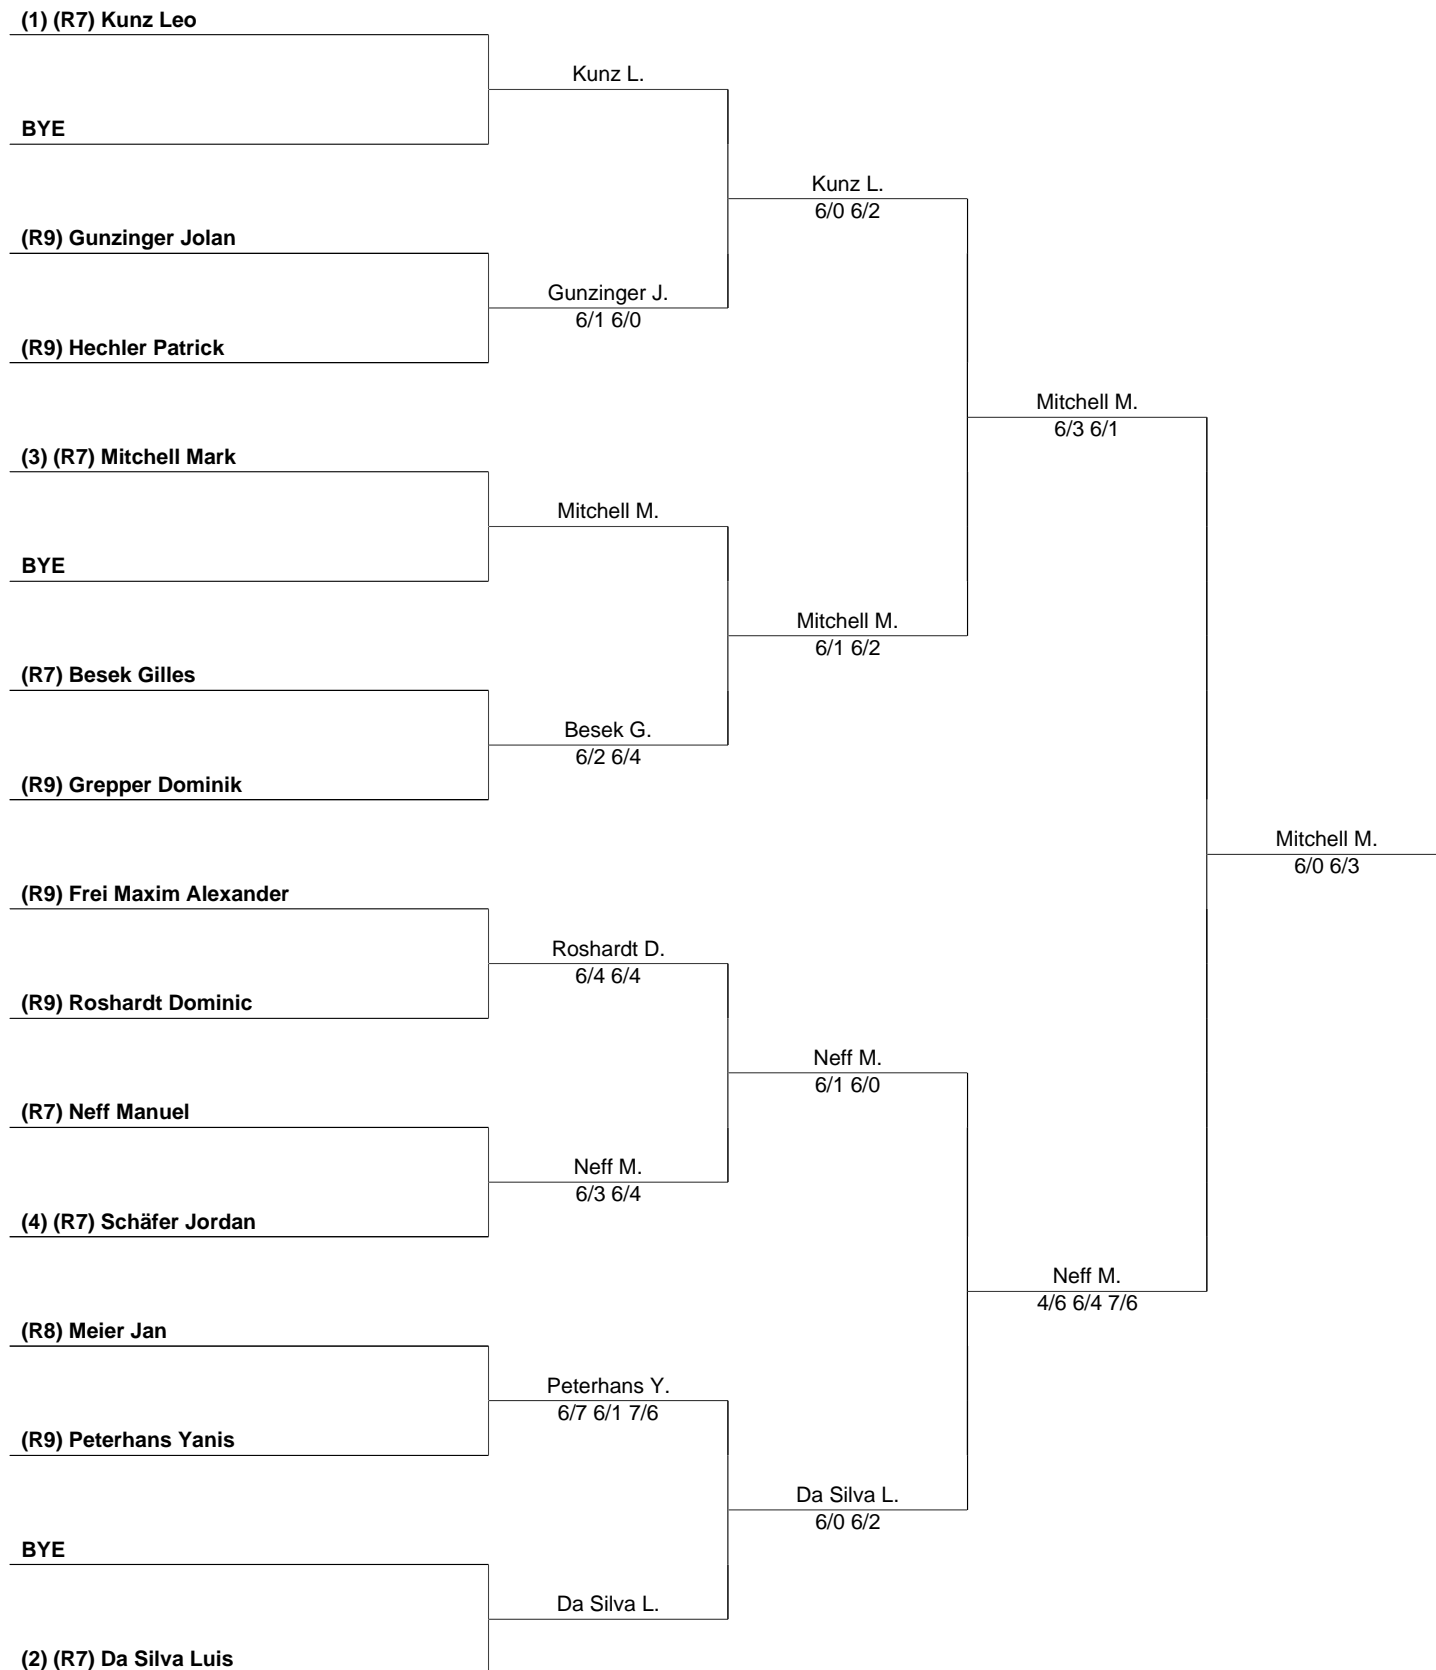 (1) (R7) Kunz Leo
Kunz L.
BYE
Kunz L.
6/0 6/2
(R9) Gunzinger Jolan
Gunzinger J.
6/1 6/0
(R9) Hechler Patrick
Mitchell M.
6/3 6/1
(3) (R7) Mitchell Mark
Mitchell M.
BYE
Mitchell M.
6/1 6/2
(R7) Besek Gilles
Besek G.
6/2 6/4
(R9) Grepper Dominik
Mitchell M.
6/0 6/3
(R9) Frei Maxim Alexander
Roshardt D.
6/4 6/4
(R9) Roshardt Dominic
Neff M.
6/1 6/0
(R7) Neff Manuel
Neff M.
6/3 6/4
(4) (R7) Schäfer Jordan
Neff M.
4/6 6/4 7/6
(R8) Meier Jan
Peterhans Y.
6/7 6/1 7/6
(R9) Peterhans Yanis
Da Silva L.
6/0 6/2
BYE
Da Silva L.
(2) (R7) Da Silva Luis